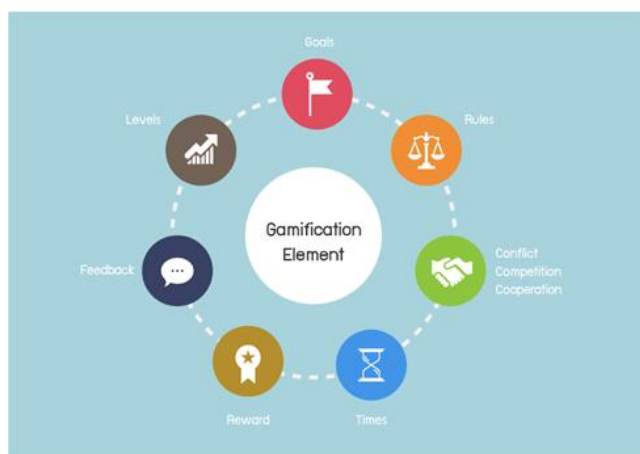 Goals
Levels
Rules
Gamification
Element
Feedback
Conflict
Competition
Cooperation
Reward
Times